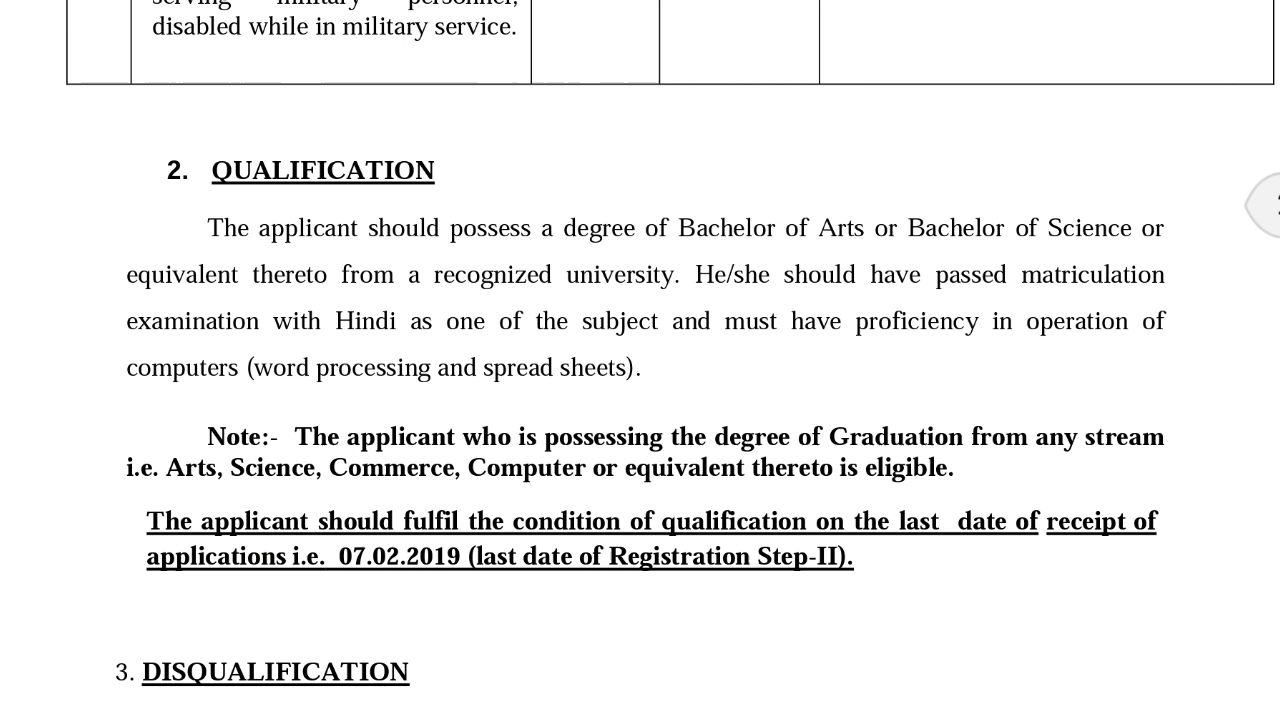 serving military personnel,
disabled while in military service.
2. QUALIFICATION
The applicant should possess a degree of Bachelor of Arts or Bachelor of Science or
equivalent thereto from a recognized university. He/she should have passed matriculation
examination with Hindi as one of the subject and must have proficiency in operation of
computers (word processing and spread sheets).
Note:- The applicant who is possessing the degree of Graduation from any stream
i.e. Arts, Science, Commerce, Computer or equivalent thereto is eligible.
The applicant should fulfil the condition of qualification on the last date of receipt of
applications i.e. 07.02.2019 (last date of Registration Step-II).
3. DISQUALIFICATION